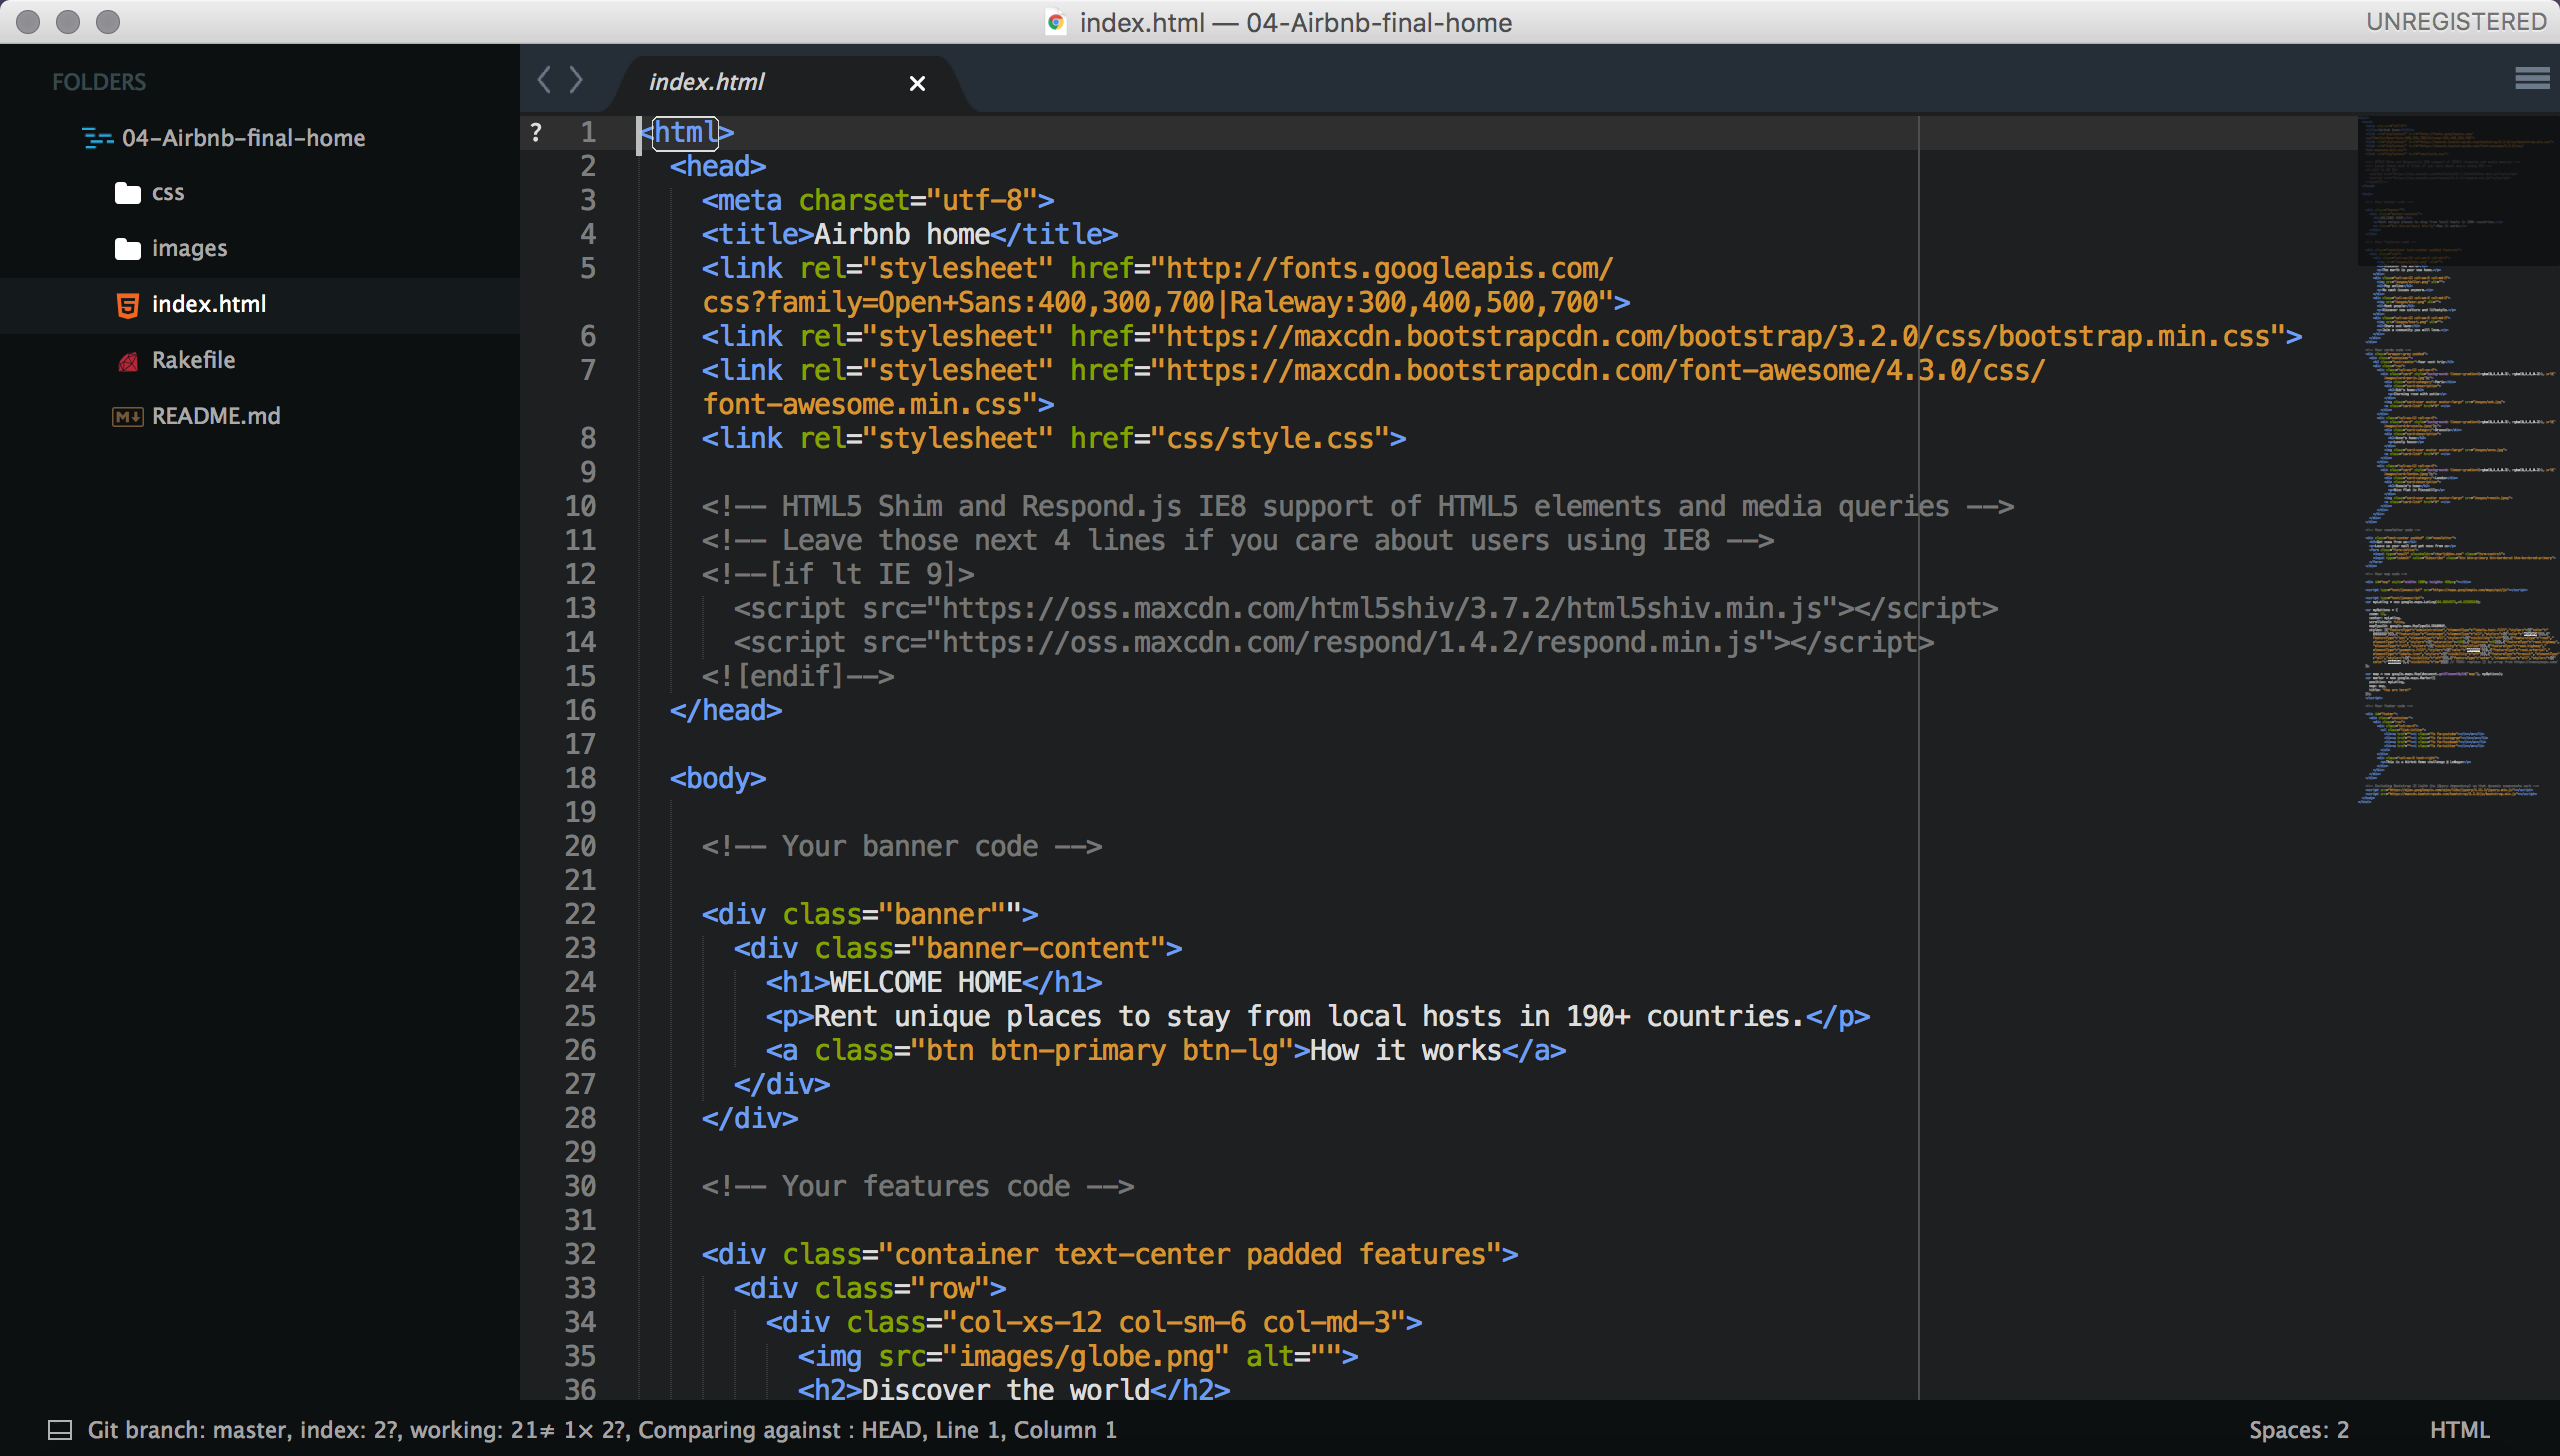 index.html — 04-Airbnb-final-home
UNREGISTERED
FOLDERS
04-Airbnb-final-home
css
images
index.html
Rakefile
README.md
index.html ×
? 1 <html>
2 <head>
3 <meta charset="utf-8">
4 <title>Airbnb home</title>
5 <link rel="stylesheet" href="http://fonts.googleapis.com/
css?family=Open+Sans:400,300,700|Raleway:300,400,500,700">
6 <link rel="stylesheet" href="https://maxcdn.bootstrapcdn.com/bootstrap/3.2.0/css/bootstrap.min.css">
7 <link rel="stylesheet" href="https://maxcdn.bootstrapcdn.com/font-awesome/4.3.0/css/
font-awesome.min.css">
8 <link rel="stylesheet" href="css/style.css">
9
10 <!-- HTML5 Shim and Respond.js IE8 support of HTML5 elements and media queries -->
11 <!-- Leave those next 4 lines if you care about users using IE8 -->
12 <!--[if lt IE 9]>
13 <script src="https://oss.maxcdn.com/html5shiv/3.7.2/html5shiv.min.js"></script>
14 <script src="https://oss.maxcdn.com/respond/1.4.2/respond.min.js"></script>
15 <![endif]-->
16 </head>
17
18 <body>
19
20 <!-- Your banner code -->
21
22 <div class="banner"">
23 <div class="banner-content">
24 <h1>WELCOME HOME</h1>
25 <p>Rent unique places to stay from local hosts in 190+ countries.</p>
26 <a class="btn btn-primary btn-lg">How it works</a>
27 </div>
28 </div>
29
30 <!-- Your features code -->
31
32 <div class="container text-center padded features">
33 <div class="row">
34 <div class="col-xs-12 col-sm-6 col-md-3">
35 <img src="images/globe.png" alt="">
36 <h2>Discover the world</h2>
Git branch: master, index: 2?, working: 21≠ 1× 2?, Comparing against : HEAD, Line 1, Column 1
Spaces: 2
HTML